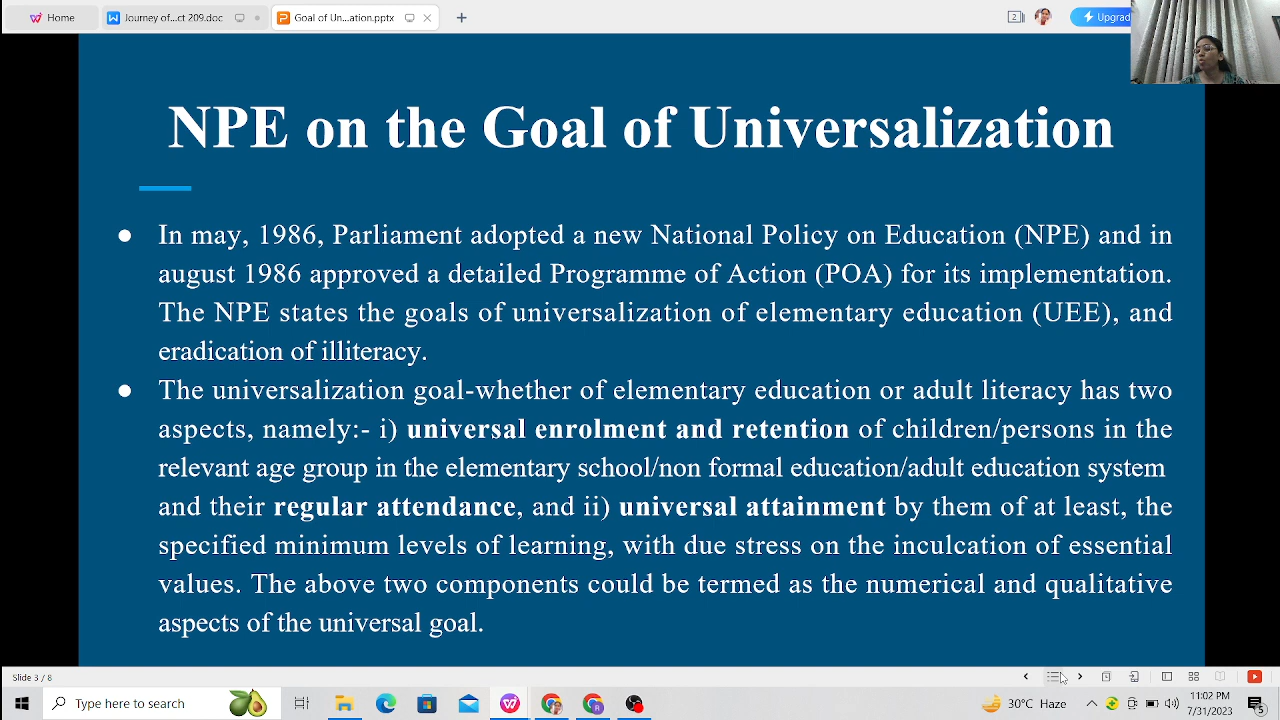 Home
Journey of...ct 209.doc
Goal of Un...ation.pptx
2
Upgrad
NPE on the Goal of Universalization
In may, 1986, Parliament adopted a new National Policy on Education (NPE) and in
august 1986 approved a detailed Programme of Action (POA) for its implementation.
The NPE states the goals of universalization of elementary education (UEE), and
eradication of illiteracy.
The universalization goal-whether of elementary education or adult literacy has two
aspects, namely:- i) universal enrolment and retention of children/persons in the
relevant age group in the elementary school/non formal education/adult education system
and their regular attendance, and ii) universal attainment by them of at least, the
specified minimum levels of learning, with due stress on the inculcation of essential
values. The above two components could be termed as the numerical and qualitative
aspects of the universal goal.
Slide 3 / 8
Type here to search
30°C Haze
11:02 PM
7/31/2023
5